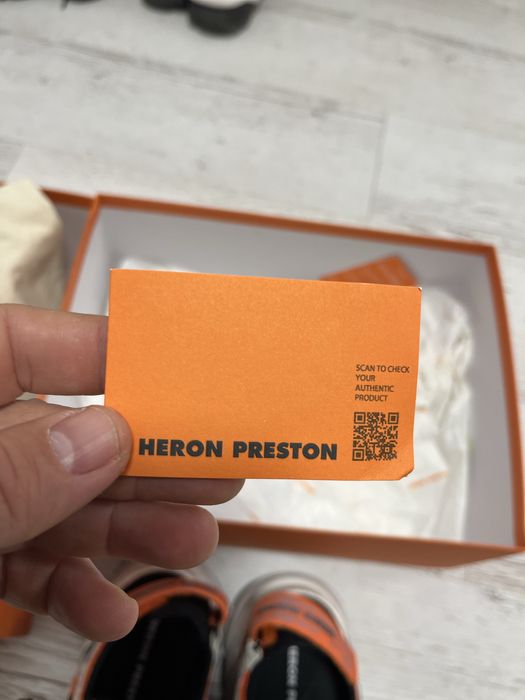 SCAN TO CHECK
YOUR
AUTHENTIC
PRODUCT
HERON PRESTON